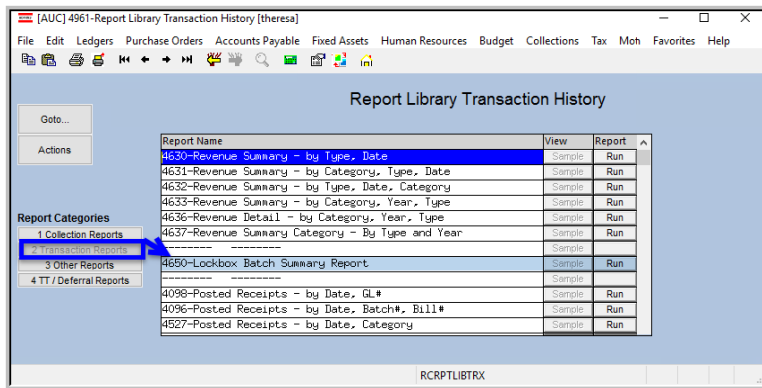 [AUC] 4961-Report Library Transaction History [theresa]
File Edit Ledgers Purchase Orders Accounts Payable Fixed Assets Human Resources Budget Collections Tax Moh Favorites Help
Report Library Transaction History
Goto...
Actions
Report Categories
1 Collection Reports
2 Transaction Reports
3 Other Reports
4 TT / Deferral Reports
Report Name View Report
4630-Revenue Summary - by Type, Date Sample Run
4631-Revenue Summary - by Category, Type, Date Sample Run
4632-Revenue Summary - by Type, Date, Category Sample Run
4633-Revenue Summary - by Category, Year, Type Sample Run
4636-Revenue Detail - by Category, Year, Type Sample Run
4637-Revenue Summary Category - By Type and Year Sample Run
-------- -------- Sample
4650-Lockbox Batch Summary Report Sample Run
-------- -------- Sample
4098-Posted Receipts - by Date, GL# Sample Run
4096-Posted Receipts - by Date, Batch#, Bill# Sample Run
4527-Posted Receipts - by Date, Category Sample Run
RCRPTLIBTRX